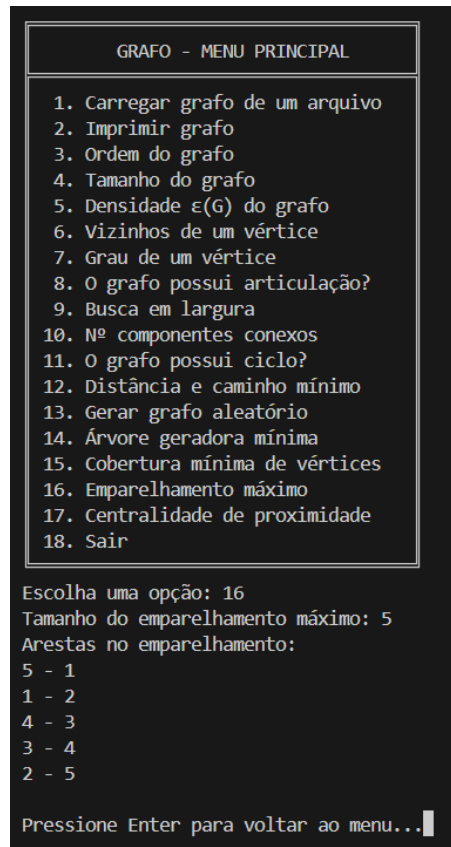 GRAFO - MENU PRINCIPAL
1. Carregar grafo de um arquivo
2. Imprimir grafo
3. Ordem do grafo
4. Tamanho do grafo
5. Densidade ε(G) do grafo
6. Vizinhos de um vértice
7. Grau de um vértice
8. O grafo possui articulação?
9. Busca em largura
10. Nº componentes conexos
11. O grafo possui ciclo?
12. Distância e caminho mínimo
13. Gerar grafo aleatório
14. Árvore geradora mínima
15. Cobertura mínima de vértices
16. Emparelhamento máximo
17. Centralidade de proximidade
18. Sair
Escolha uma opção: 16
Tamanho do emparelhamento máximo: 5
Arestas no emparelhamento:
5 - 1
1 - 2
4 - 3
3 - 4
2 - 5
Pressione Enter para voltar ao menu...